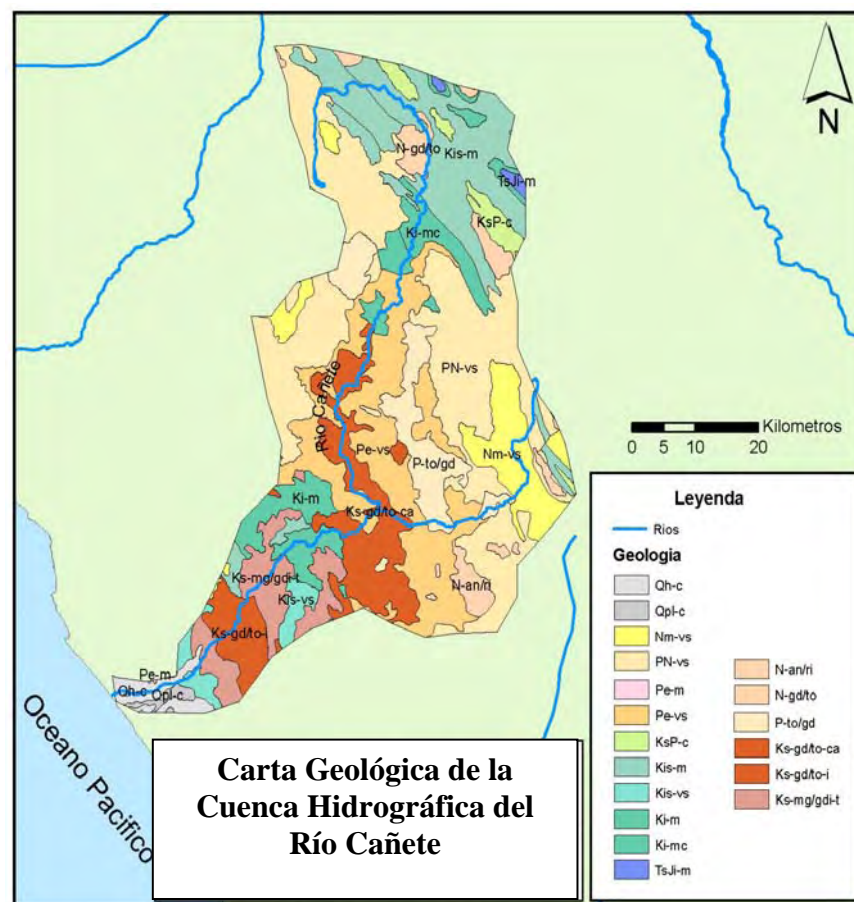 N
N-gd/to
Kis-m
TsJi-m
KsP-c
Ki-mc
PN-vs
Rio Cañete
Kilometros
0 5 10 20
Pe-vs
Nm-vs
P-to/gd
Ki-m
Ks-gd/to-ca
Ks-mg/gdi-t
N-an/ri
Kis-vs
Ks-gd/to-i
Pe-m
Qh-c
Qpl-c
Oceano Pacifico
Carta Geológica de la
Cuenca Hidrográfica del
Río Cañete
Leyenda
Rios
Geologia
Qh-c
Qpl-c
Nm-vs
PN-vs
Pe-m
Pe-vs
KsP-c
Kis-m
Kis-vs
Ki-m
Ki-mc
TsJi-m
N-an/ri
N-gd/to
P-to/gd
Ks-gd/to-ca
Ks-gd/to-i
Ks-mg/gdi-t